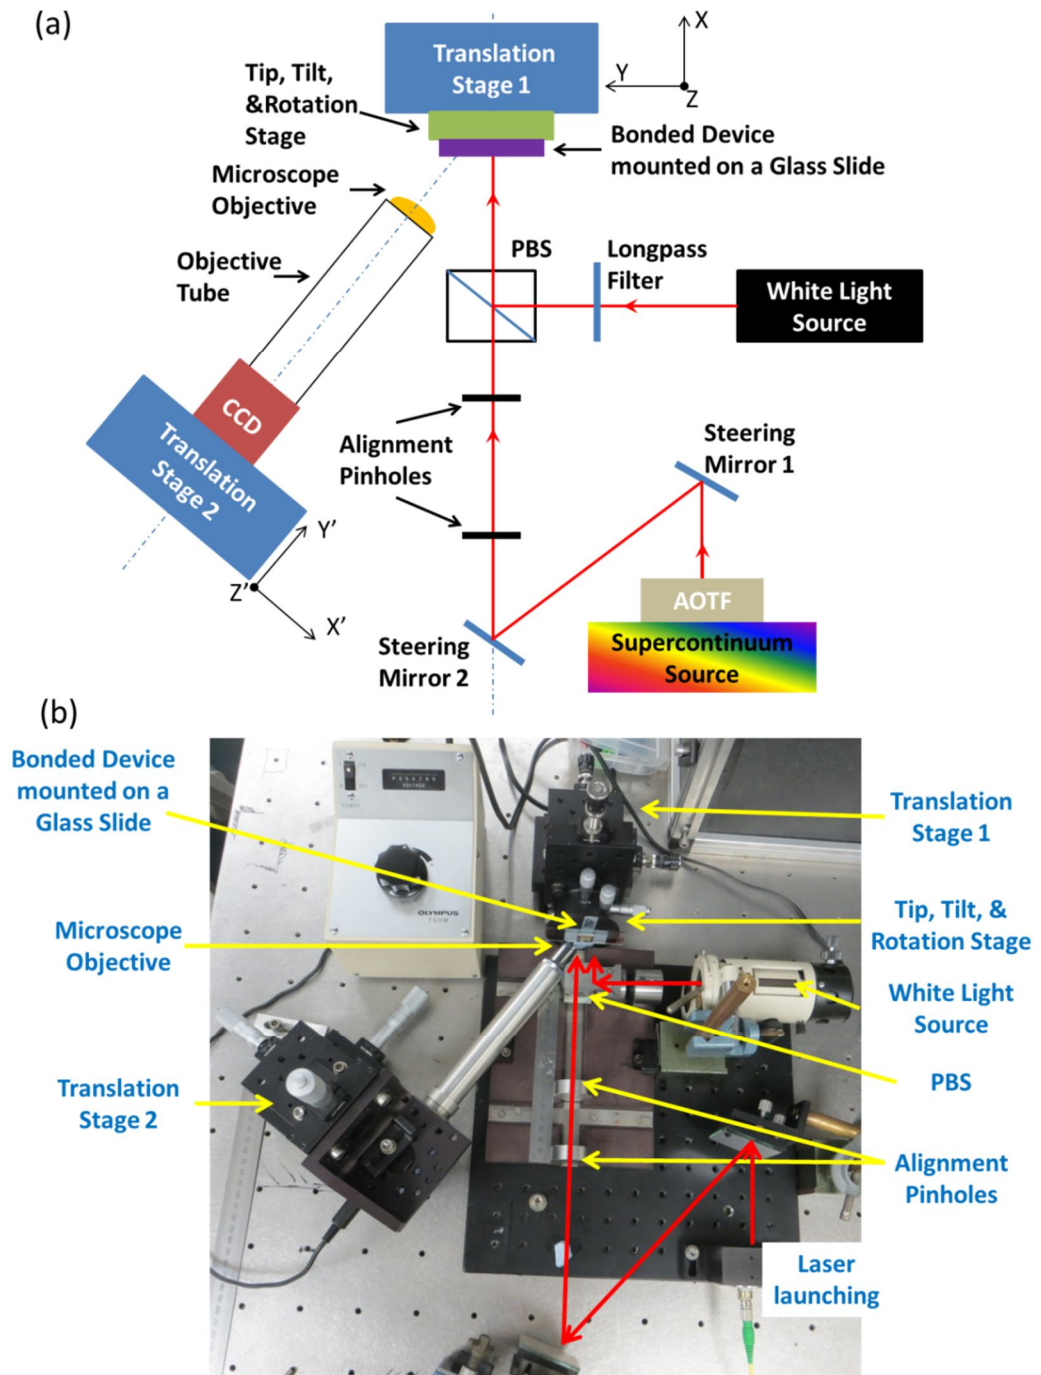 (a)
Translation
Stage 1
X
Y
Z
Tip, Tilt,
&Rotation
Stage
Bonded Device
mounted on a Glass Slide
Microscope
Objective
PBS
Longpass
Filter
Objective
Tube
White Light
Source
CCD
Translation
Stage 2
Alignment
Pinholes
Steering
Mirror 1
Y'
Z'
X'
AOTF
Steering
Mirror 2
Supercontinuum
Source
(b)
Bonded Device
mounted on a
Glass Slide
Translation
Stage 1
VOLTAGE
OLYMPUS
Microscope
Objective
Tip, Tilt, &
Rotation Stage
White Light
Source
Translation
Stage 2
PBS
Alignment
Pinholes
Laser
launching